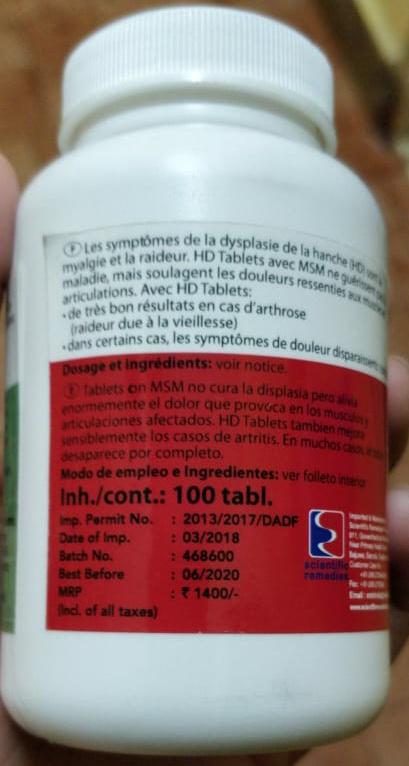 Ⓕ Les symptômes de la dysplasie de la hanche (HD) sont
myalgie et la raideur. HD Tablets avec MSM ne guérissent
maladie, mais soulagent les douleurs ressenties aux
articulations. Avec HD Tablets:
• de très bon résultats en cas d'arthrose
(raideur due à la vieillesse)
• dans certains cas, les symptômes de douleur disparaissent
Dosage et ingrédients: voir notice.
Ⓔ Tablets on MSM no cura la displasia pero alivia
enormemente el dolor que provoca en los musculos y
articulaciones afectados. HD Tablets tambien mejora
sensiblemente los casos de artritis. En muchos casos, el
desaparece por completo.
Modo de empleo e Ingredientes: ver folleto interior
Inh./cont.: 100 tabl.
Imp. Permit No. : 2013/2017/DADF
Date of Imp. : 03/2018
Batch No. : 468600
Best Before : 06/2020
MRP : ₹ 1400/-
(Incl. of all taxes)
scientific
remedies